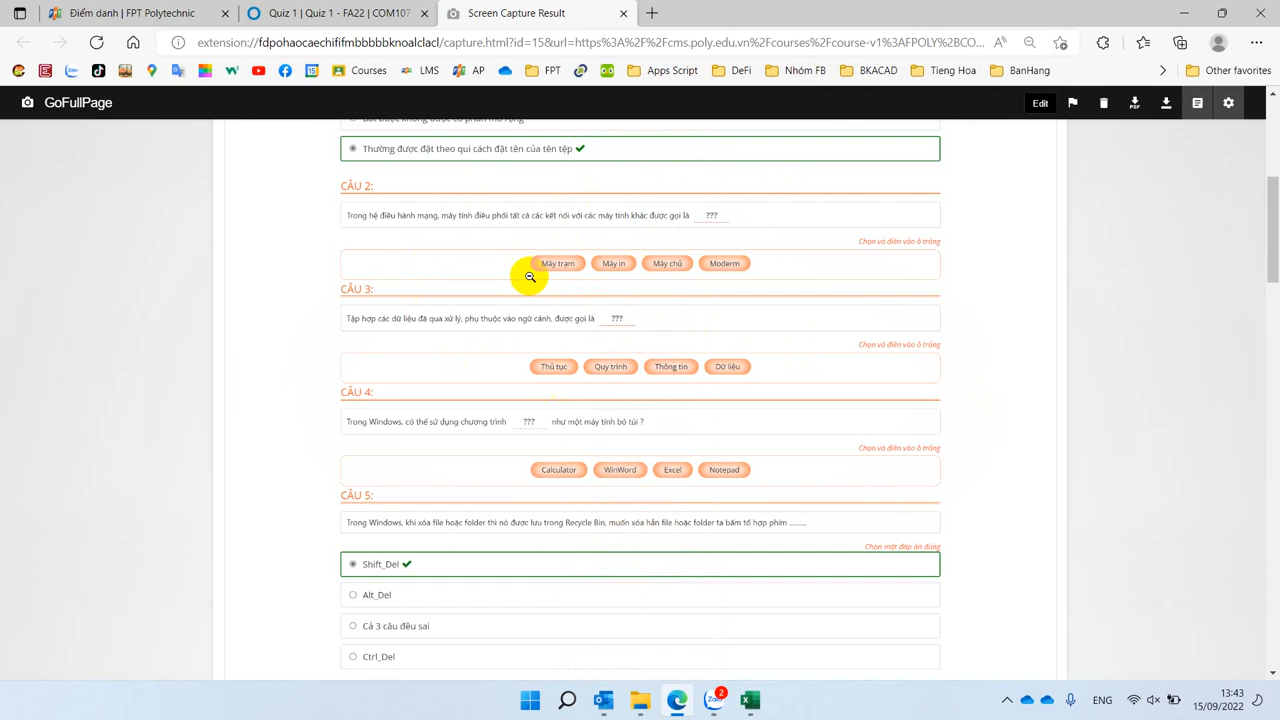 Điểm danh | FPT Polytechnic
Quiz 1 | Quiz 1 - FA22 | COM107
Screen Capture Result
extension://fdpohaocaechififmbbbbbknoalclacl/capture.html?id=15&url=https%3A%2F%2Fcms.poly.edu.vn%2Fcourses%2Fcourse-v1%3AFPOLY%2BCO...
Courses
LMS
AP
FPT
Apps Script
DeFi
Nhóm FB
BKACAD
Tieng Hoa
BanHang
Other favorites
GoFullPage
Edit
Bắt buộc không được có phần mở rộng
Thường được đặt theo qui cách đặt tên của tên tệp
CÂU 2:
Trong hệ điều hành mạng, máy tính điều phối tất cả các kết nối với các máy tính khác được gọi là ???
Chọn và điền vào ô trống
Máy trạm
Máy in
Máy chủ
Moderm
CÂU 3:
Tập hợp các dữ liệu đã qua xử lý, phụ thuộc vào ngữ cảnh, được gọi là ???
Chọn và điền vào ô trống
Thủ tục
Quy trình
Thông tin
Dữ liệu
CÂU 4:
Trong Windows, có thể sử dụng chương trình ??? như một máy tính bỏ túi ?
Chọn và điền vào ô trống
Calculator
WinWord
Excel
Notepad
CÂU 5:
Trong Windows, khi xóa file hoặc folder thì nó được lưu trong Recycle Bin, muốn xóa hẳn file hoặc folder ta bấm tổ hợp phím .........
Chọn một đáp án đúng
Shift_Del
Alt_Del
Cả 3 câu đều sai
Ctrl_Del
2
ENG
13:43
15/09/2022